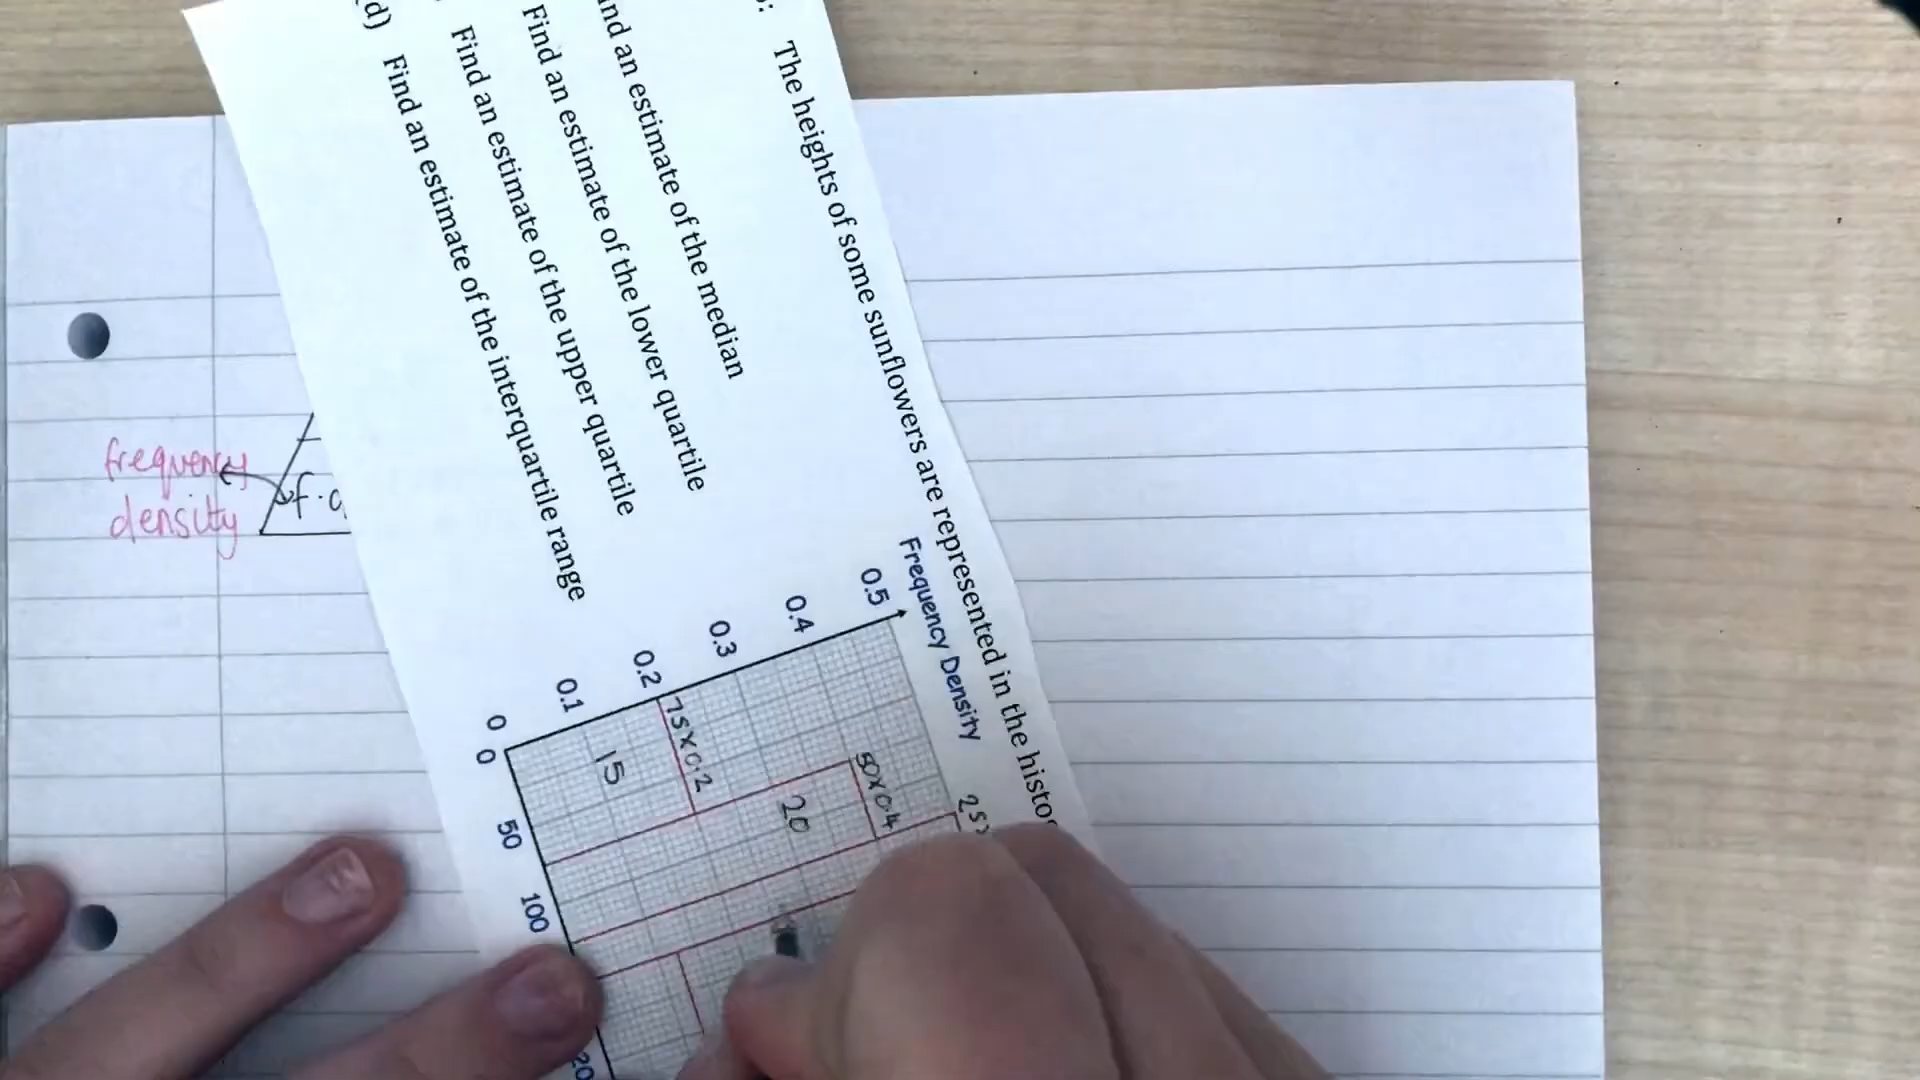 The heights of some sunflowers are represented in the
an estimate of the median
Find an estimate of the lower quartile
Find an estimate of the upper quartile
d) Find an estimate of the interquartile range
Frequency Density
0.5
0.4
0.3
0.2
0.1
0
0
50
100
75×0.2
15
50×0.4
20
frequency
density